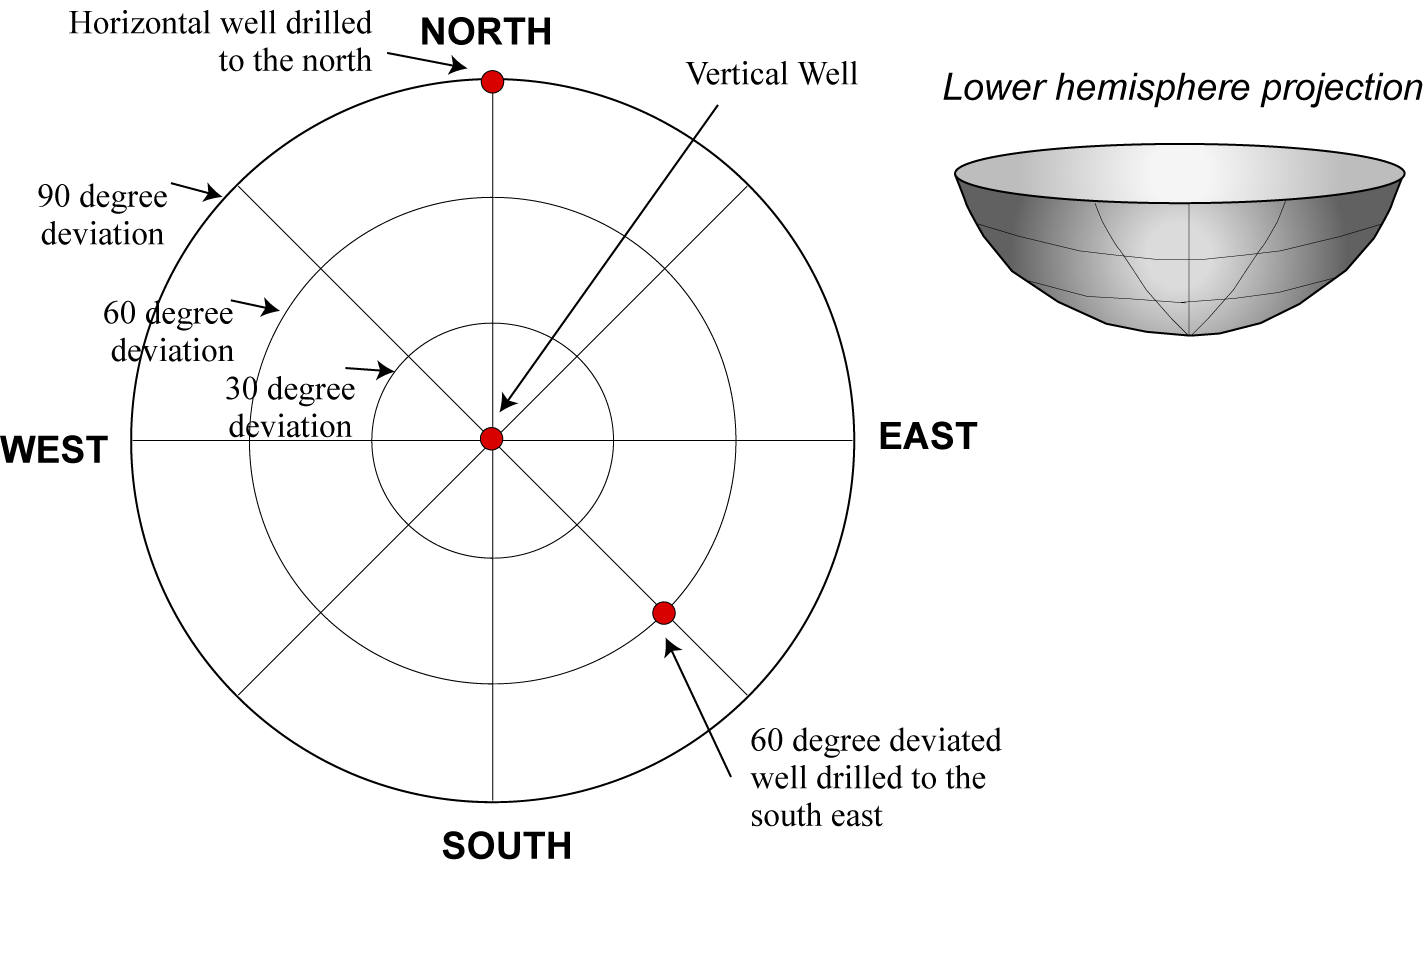 Horizontal well drilled
to the north
NORTH
Vertical Well
Lower hemisphere projection
90 degree
deviation
60 degree
deviation
30 degree
deviation
WEST
EAST
60 degree deviated
well drilled to the
south east
SOUTH